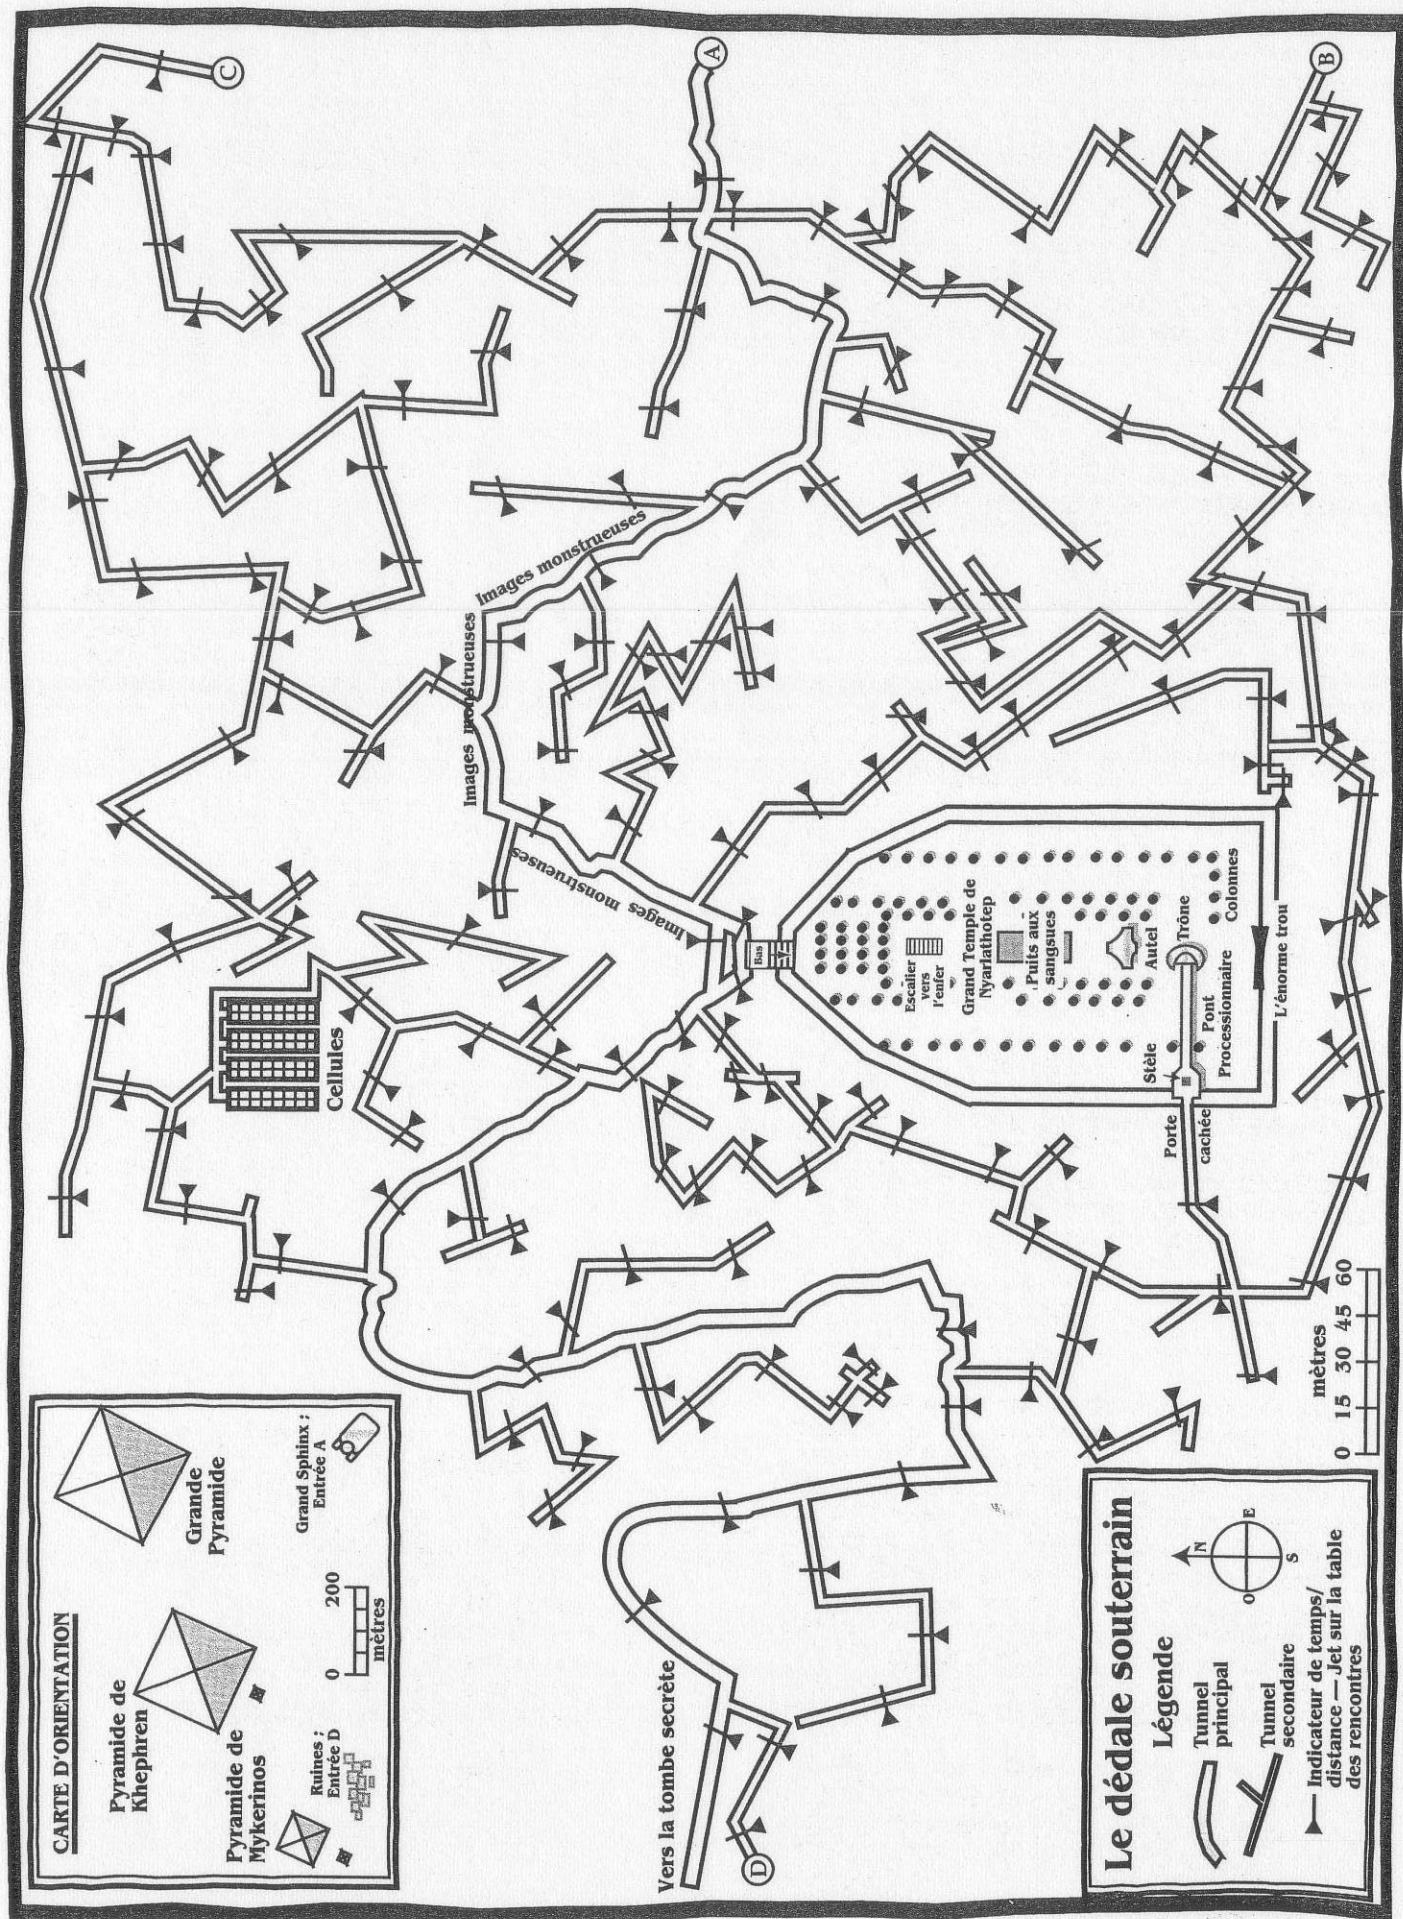 CARTE D'ORIENTATION
Grande
Pyramide
Pyramide de
Khephren
Pyramide de
Mykerinos
Grand Sphinx ;
Entrée A
Ruines ;
Entrée D
0 200
mètres
C
A
B
D
Cellules
Images monstrueuses
Images monstrueuses
Images monstrueuses
Vers la tombe secrète
Bas
Escalier
vers
l'enfer
Grand Temple de
Nyarlathotep
Puits aux
sangsues
Autel
Trône
Colonnes
Stèle
Pont
Processionnaire
Porte
cachée
L'énorme trou
mètres
0 15 30 45 60
Le dédale souterrain
Légende
Tunnel
principal
Tunnel
secondaire
Indicateur de temps/
distance — Jet sur la table
des rencontres
N
O
E
S